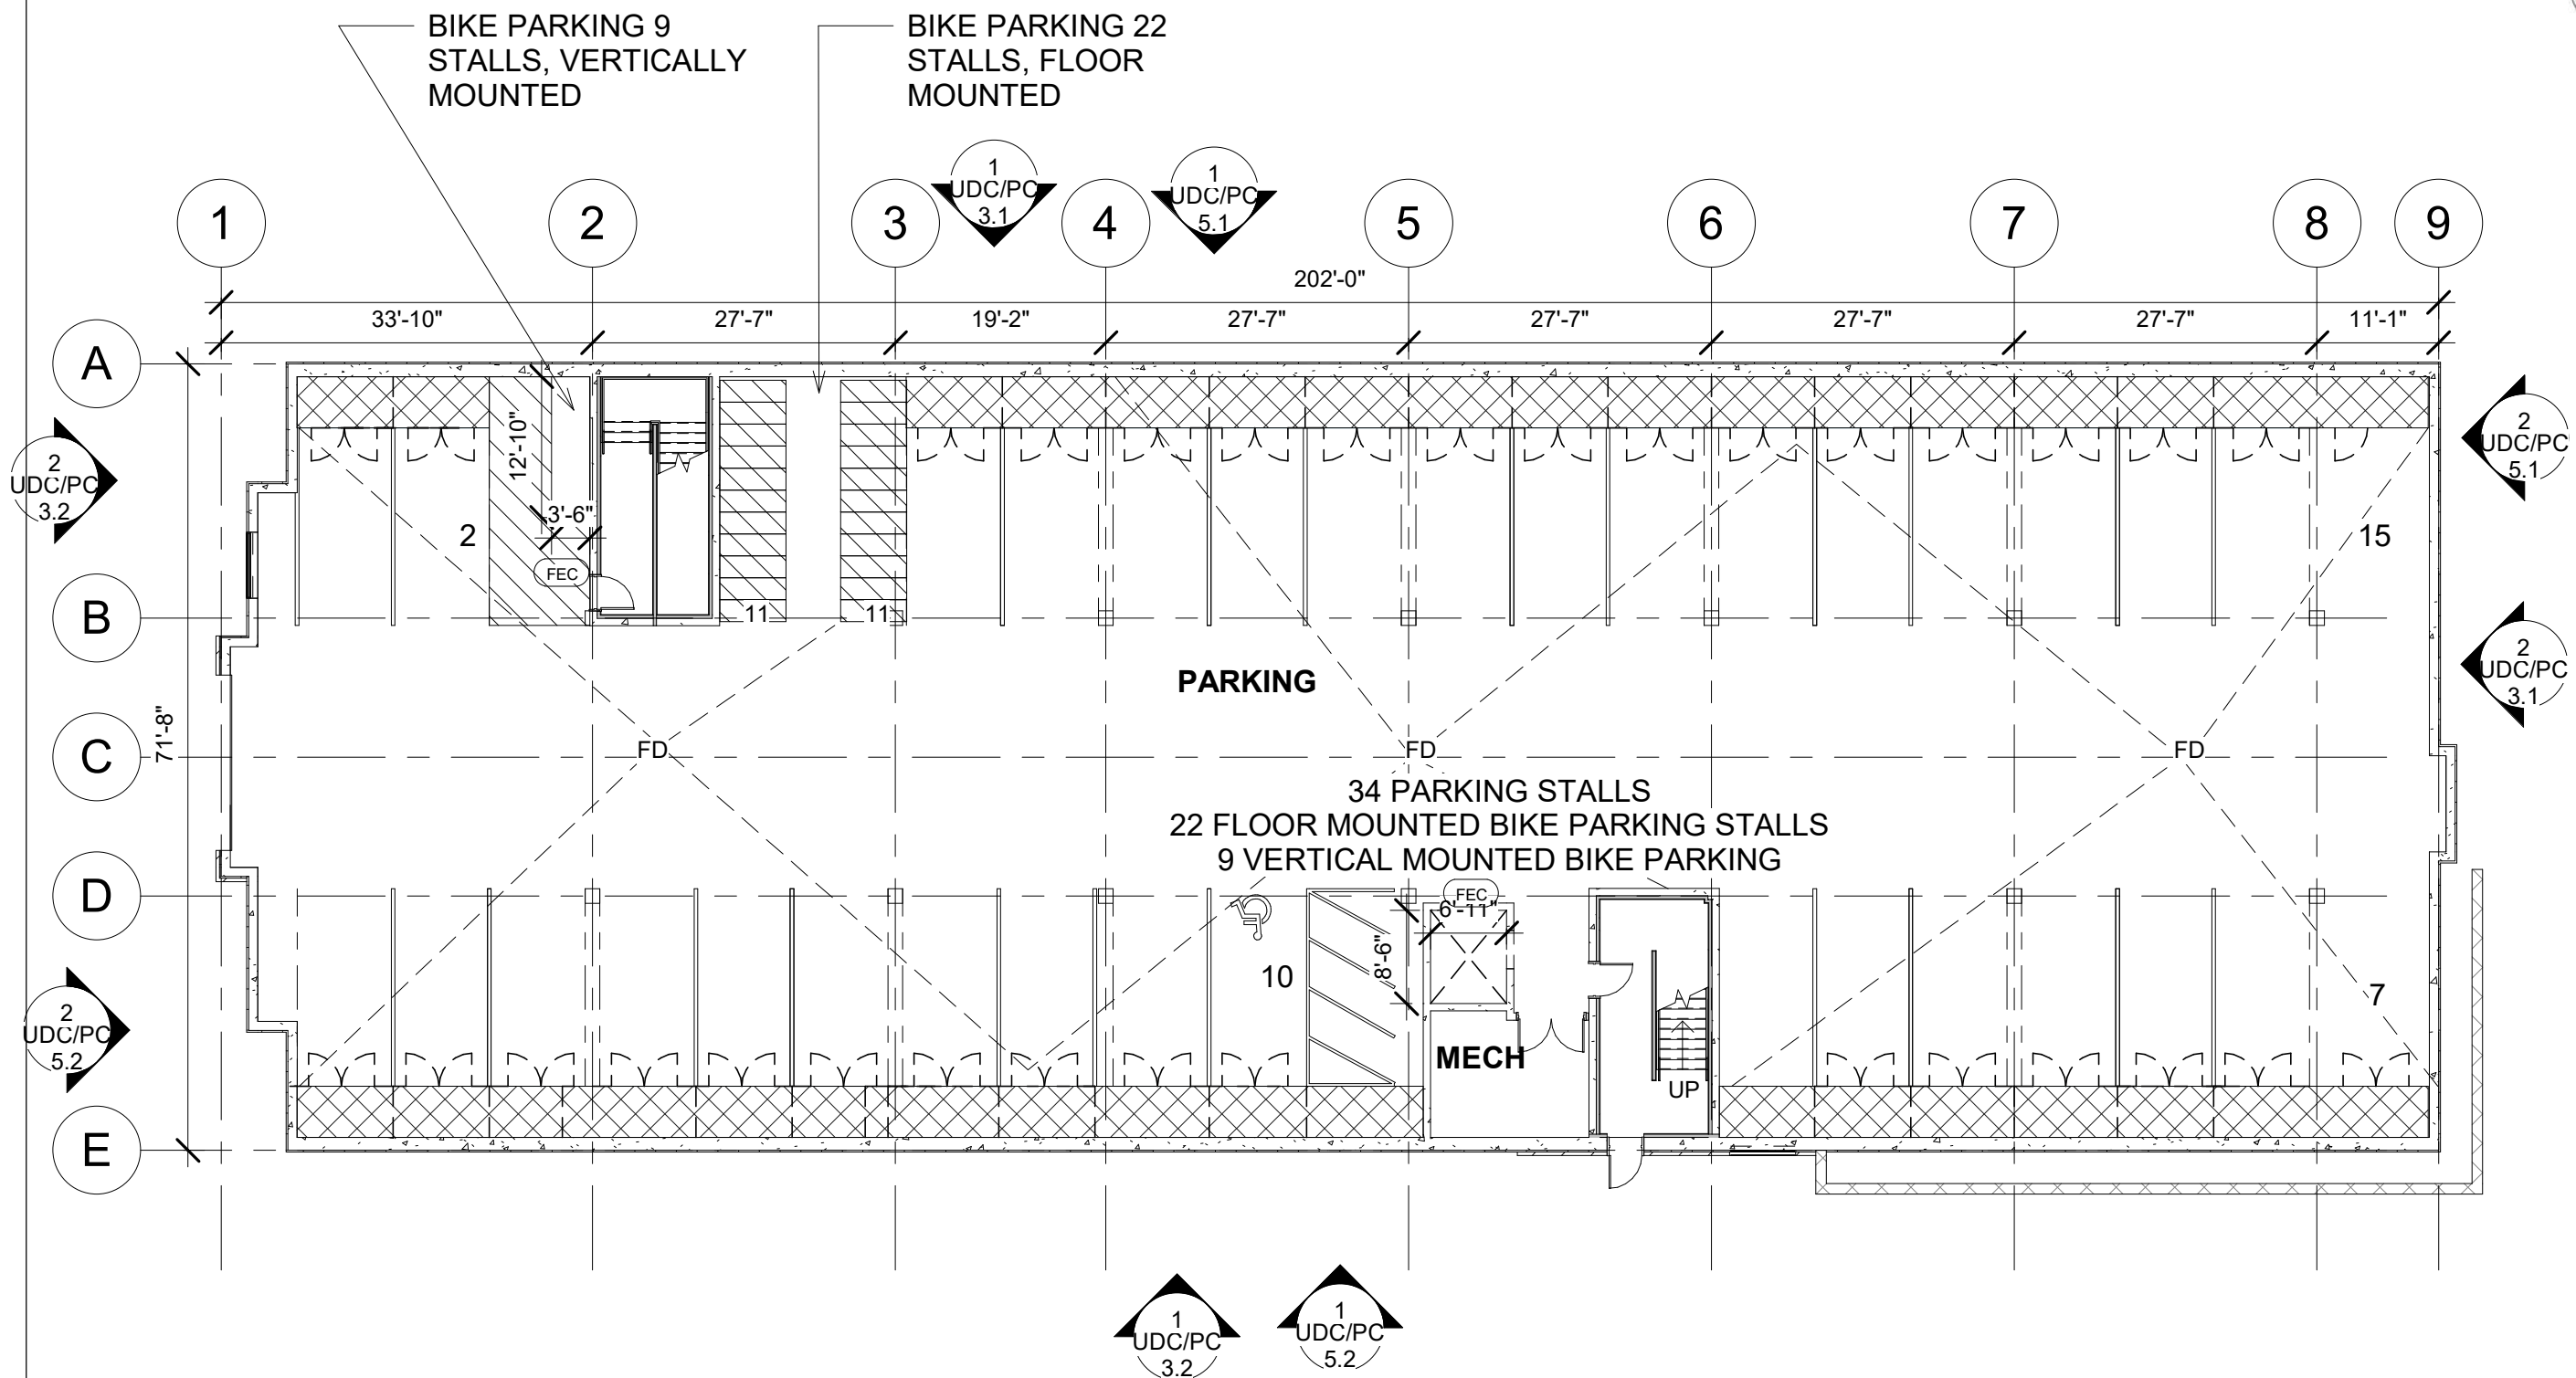 BIKE PARKING 9
STALLS, VERTICALLY
MOUNTED
BIKE PARKING 22
STALLS, FLOOR
MOUNTED
1
UDC/PC
3.1
1
UDC/PC
5.1
1
2
3
4
5
6
7
8
9
202'-0"
33'-10"
27'-7"
19'-2"
27'-7"
27'-7"
27'-7"
27'-7"
11'-1"
A
B
C
D
E
71'-8"
2
UDC/PC
3.2
2
UDC/PC
5.2
2
UDC/PC
5.1
2
UDC/PC
3.1
12'-10"
3'-6"
2
FEC
11
11
15
PARKING
FD
FD
FD
34 PARKING STALLS
22 FLOOR MOUNTED BIKE PARKING STALLS
9 VERTICAL MOUNTED BIKE PARKING
FEC
6'-11"
8'-6"
10
7
MECH
UP
1
UDC/PC
3.2
1
UDC/PC
5.2